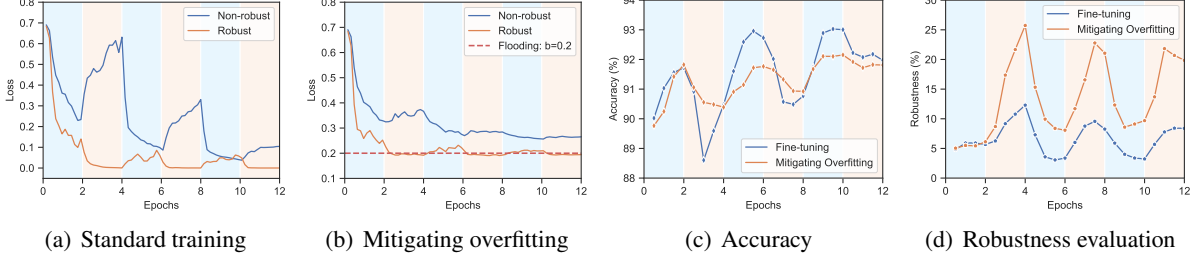 0.8
0.7
0.6
0.5
0.4
0.3
0.2
0.1
0.0
Loss
Non-robust
Robust
0 2 4 6 8 10 12
Epochs
(a) Standard training
0.8
0.7
0.6
0.5
0.4
0.3
0.2
0.1
Loss
Non-robust
Robust
Flooding: b=0.2
0 2 4 6 8 10 12
Epochs
(b) Mitigating overfitting
94
93
92
91
90
89
88
Accuracy (%)
Fine-tuning
Mitigating Overfitting
0 2 4 6 8 10 12
Epochs
(c) Accuracy
30
25
20
15
10
5
0
Robustness (%)
Fine-tuning
Mitigating Overfitting
0 2 4 6 8 10 12
Epochs
(d) Robustness evaluation